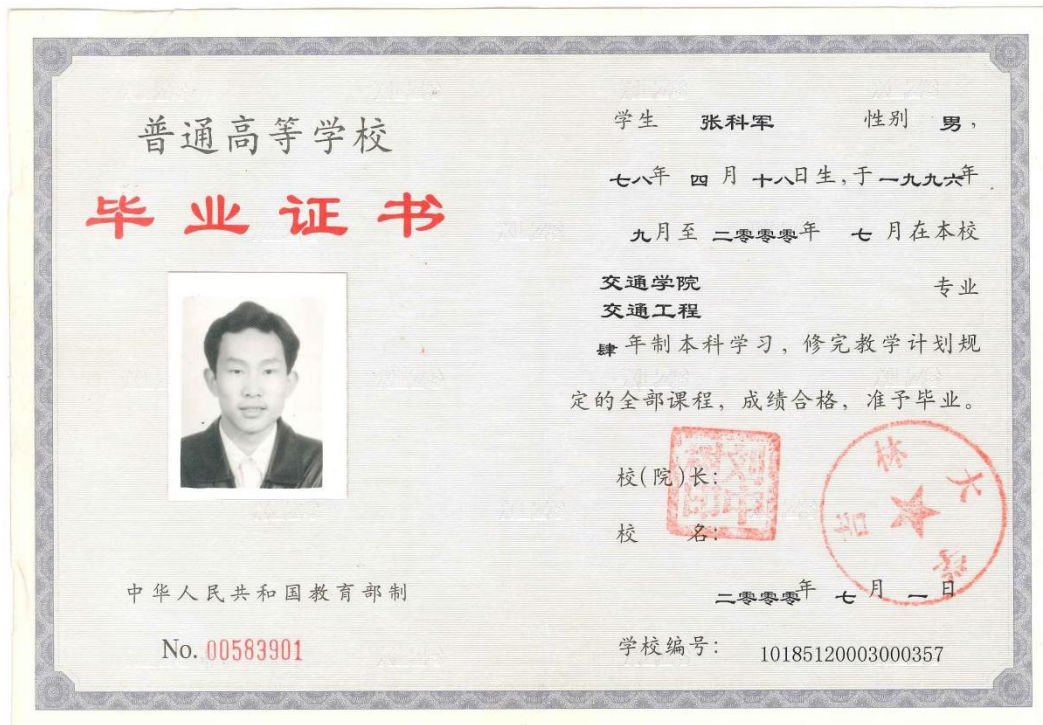 普通高等学校
毕业证书
中华人民共和国教育部制
No. 00583901
学生 张科军 性别 男,
七八年 四 月 十八日生,于一九九六年
九月至 二零零零年 七 月在本校
交通学院 专业
交通工程
肆年制本科学习，修完教学计划规
定的全部课程，成绩合格，准予毕业。
校(院)长:
校 名:
吉林大学
二零零零年 七 月 一 日
学校编号: 10185120003000357